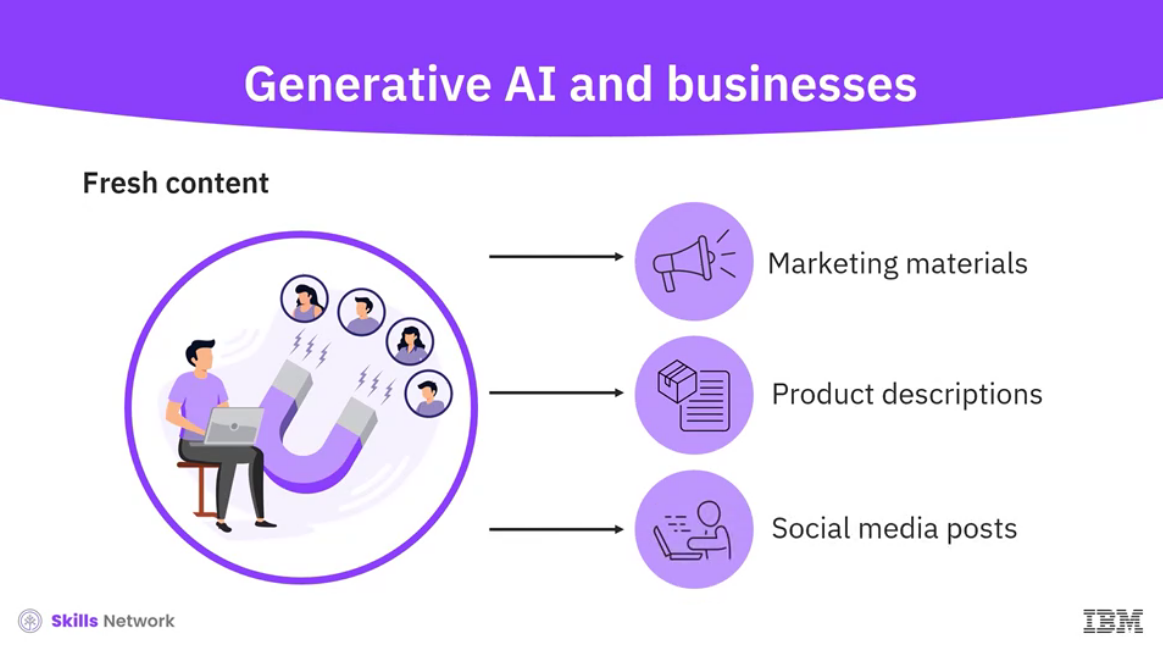 Generative AI and businesses
Fresh content
Marketing materials
Product descriptions
Social media posts
Skills Network
IBM